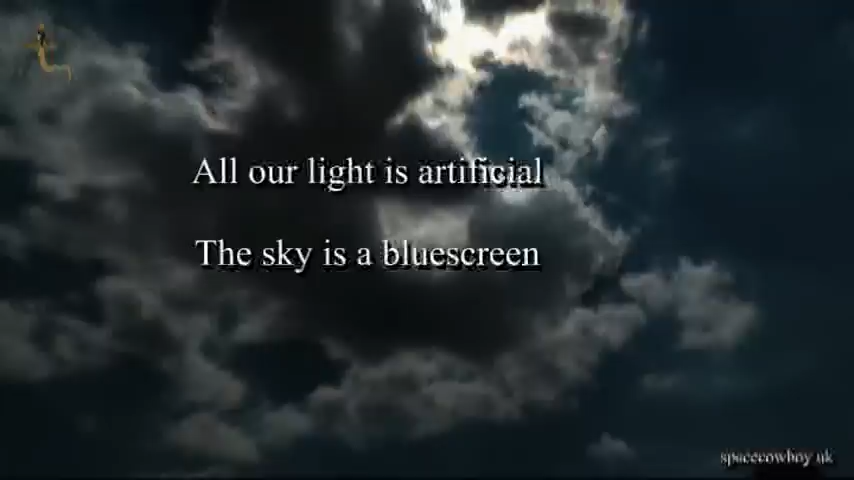 All our light is artificial
The sky is a bluescreen
spacecowboy uk